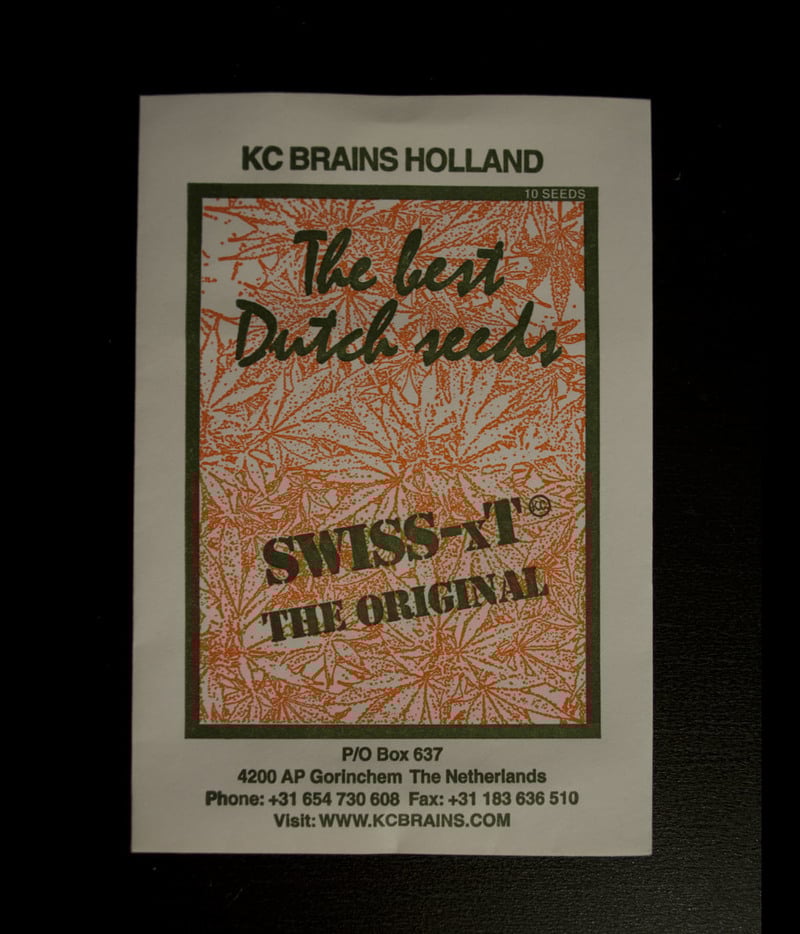 KC BRAINS HOLLAND
10 SEEDS
The best
Dutch seeds
SWISS-xT KC
THE ORIGINAL
P/O Box 637
4200 AP Gorinchem The Netherlands
Phone: +31 654 730 608 Fax: +31 183 636 510
Visit: WWW.KCBRAINS.COM